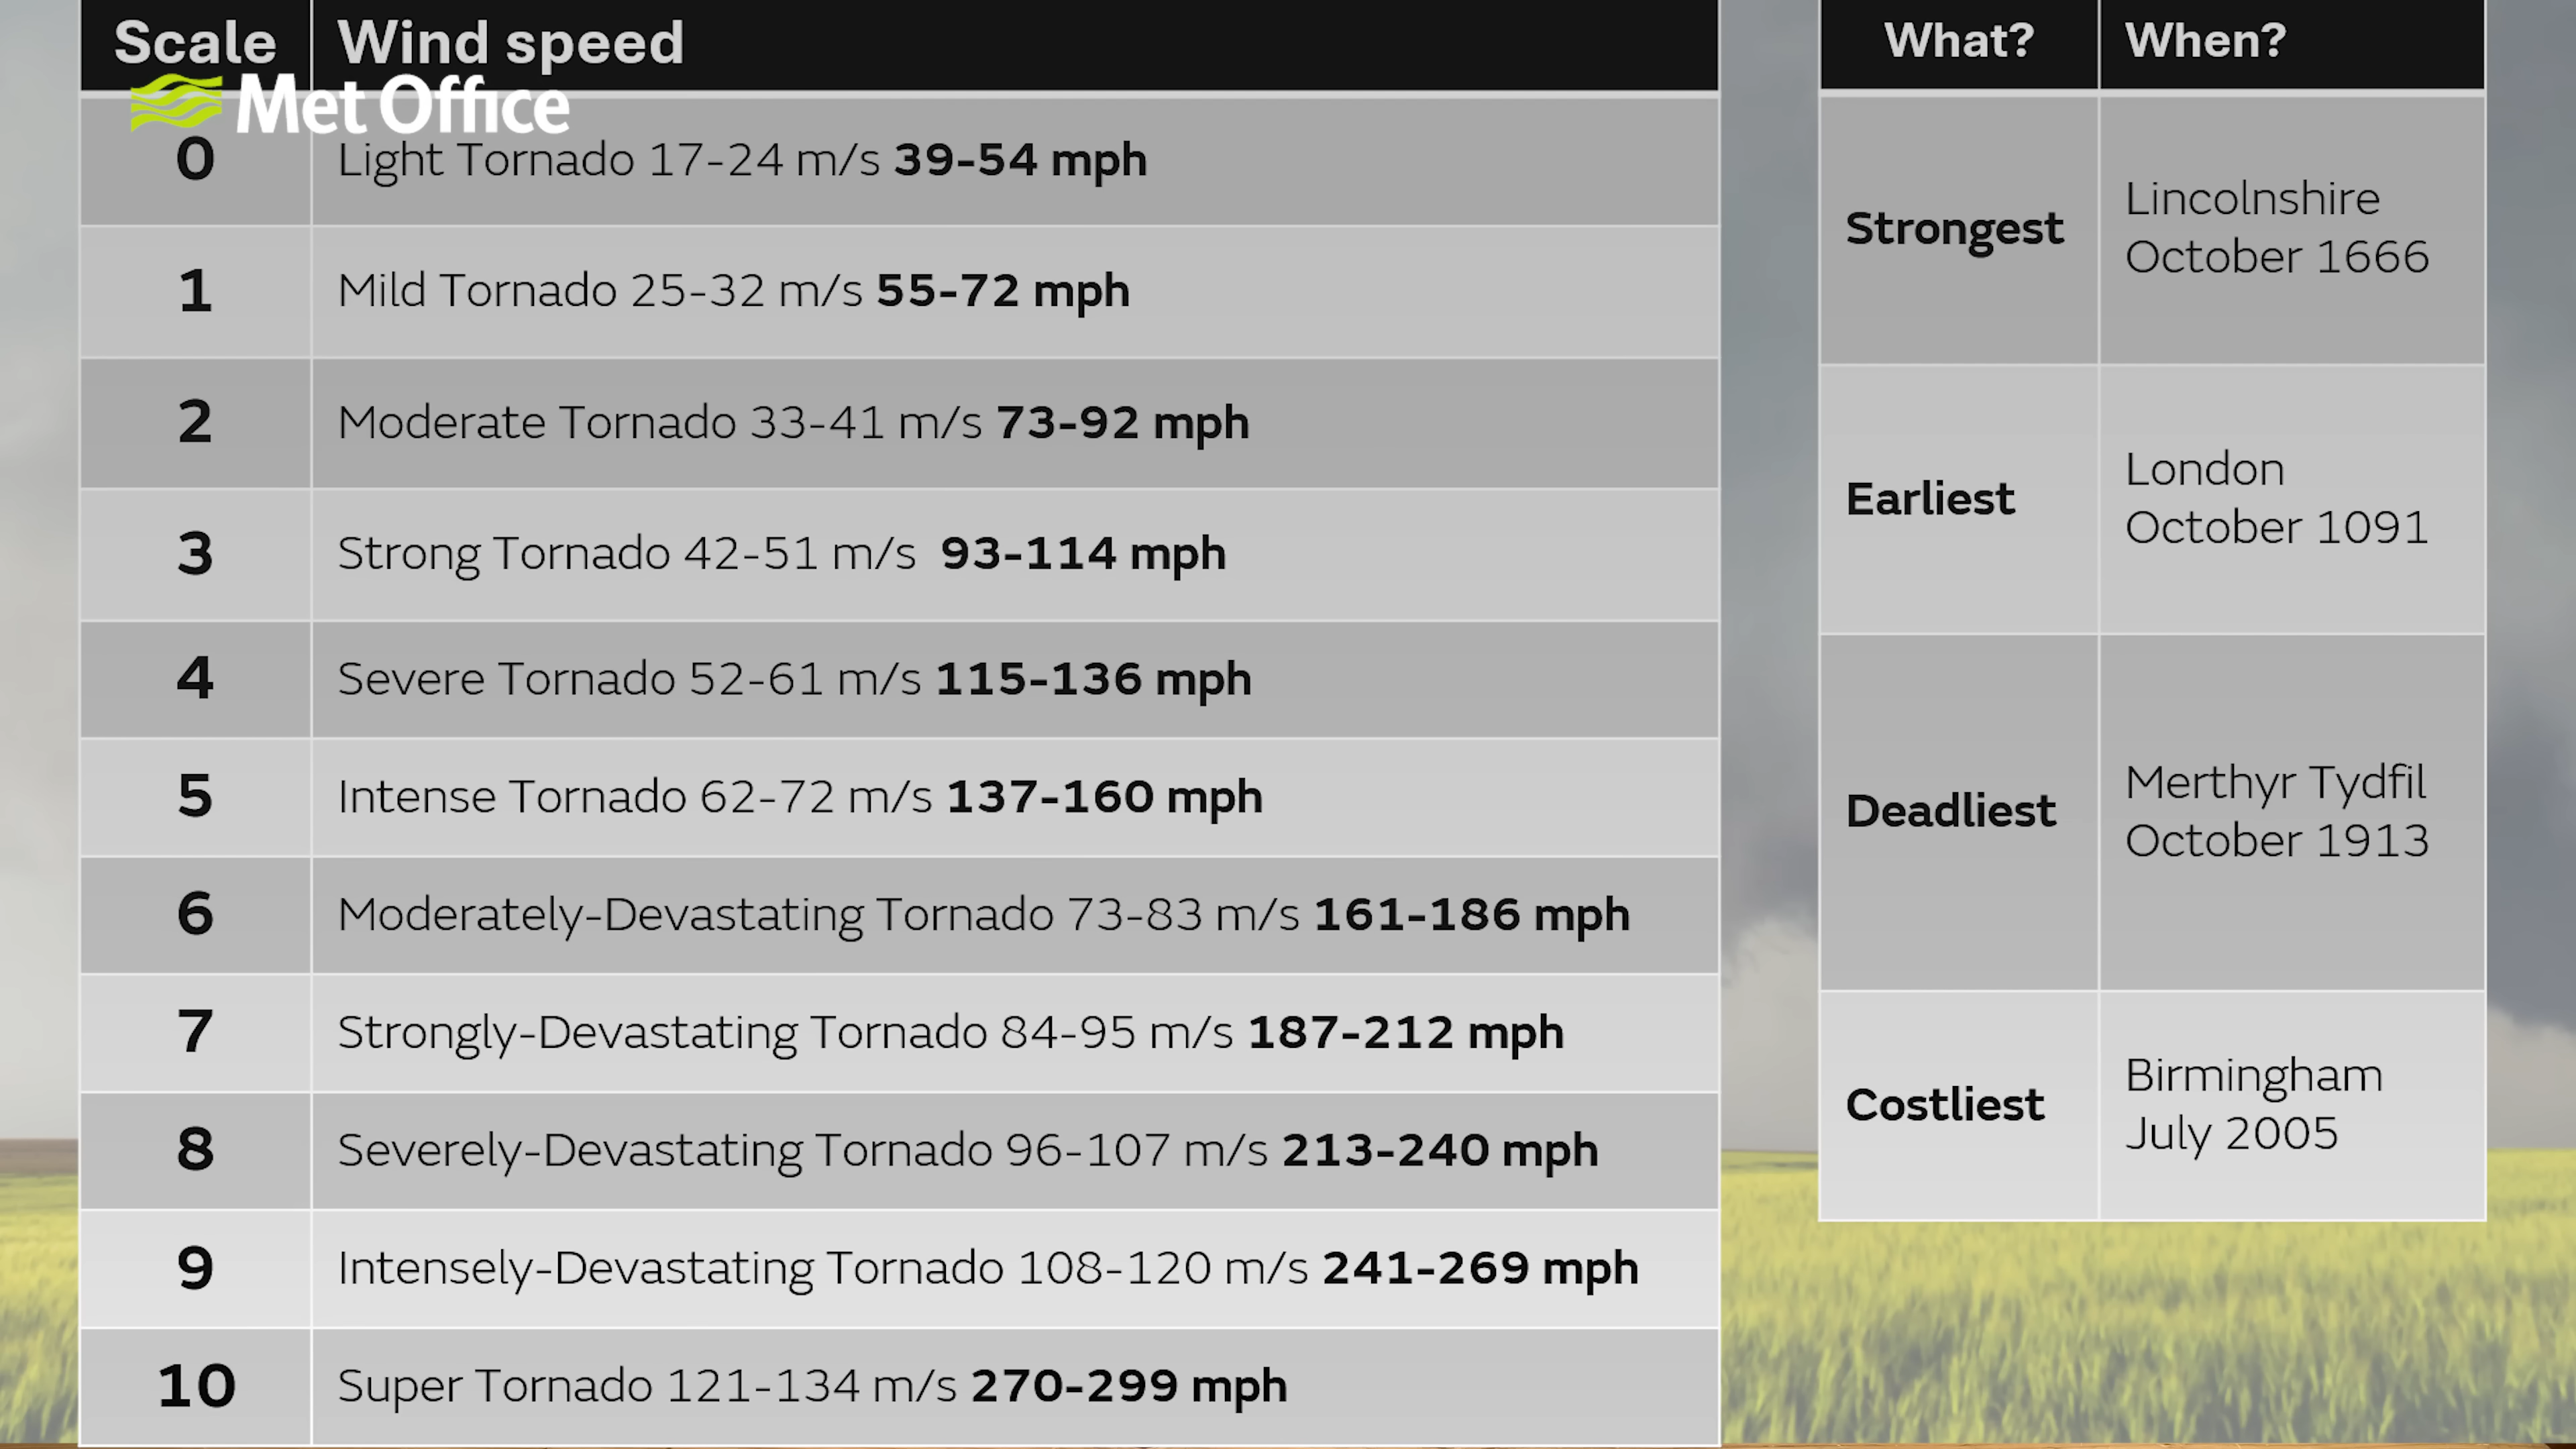 Scale Wind speed
Met Office
0 Light Tornado 17-24 m/s 39-54 mph
1 Mild Tornado 25-32 m/s 55-72 mph
2 Moderate Tornado 33-41 m/s 73-92 mph
3 Strong Tornado 42-51 m/s 93-114 mph
4 Severe Tornado 52-61 m/s 115-136 mph
5 Intense Tornado 62-72 m/s 137-160 mph
6 Moderately-Devastating Tornado 73-83 m/s 161-186 mph
7 Strongly-Devastating Tornado 84-95 m/s 187-212 mph
8 Severely-Devastating Tornado 96-107 m/s 213-240 mph
9 Intensely-Devastating Tornado 108-120 m/s 241-269 mph
10 Super Tornado 121-134 m/s 270-299 mph
What? When?
Strongest
Lincolnshire
October 1666
Earliest
London
October 1091
Deadliest
Merthyr Tydfil
October 1913
Costliest
Birmingham
July 2005